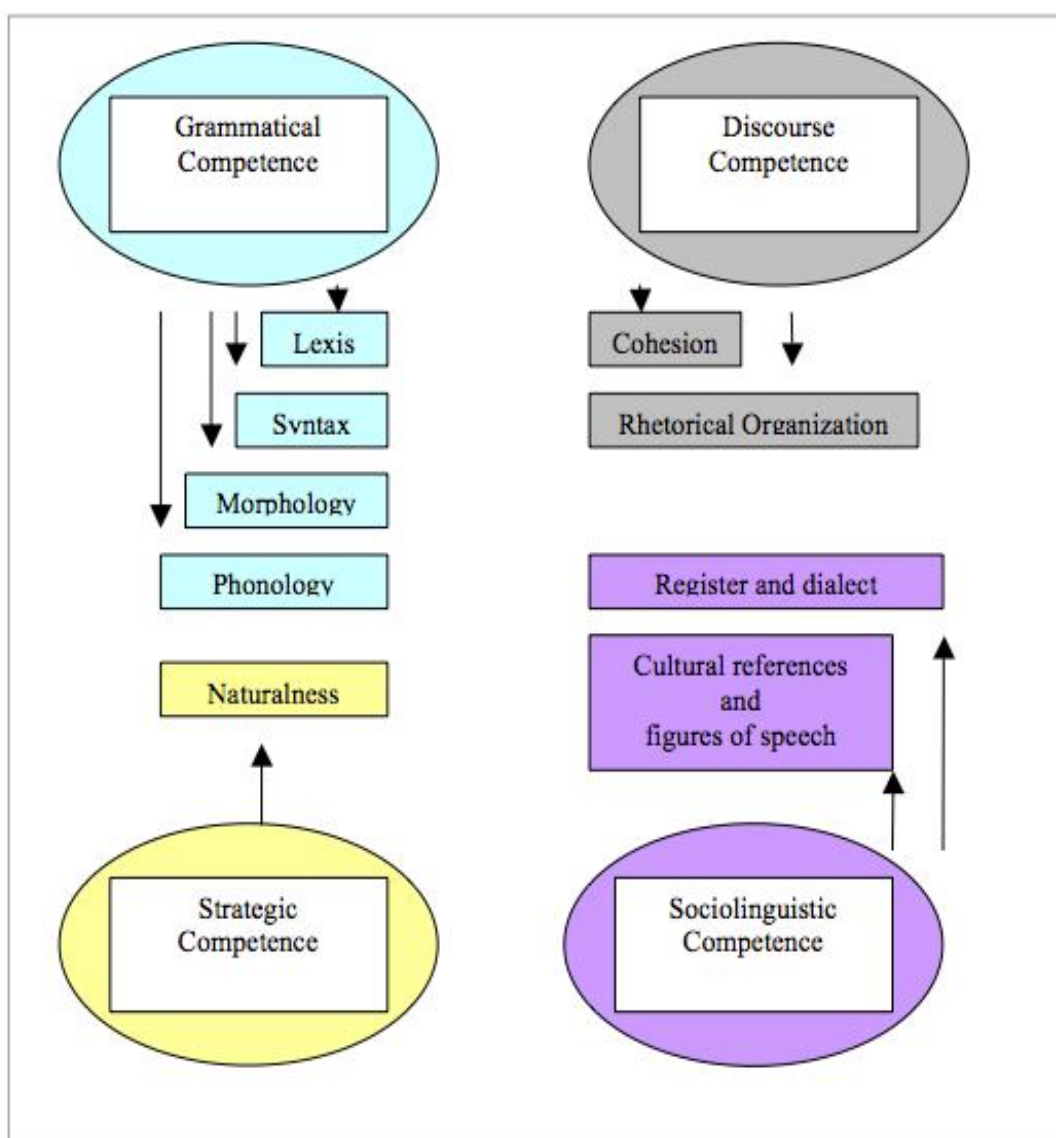 Grammatical
Competence
Lexis
Syntax
Morphology
Phonology
Naturalness
Strategic
Competence
Discourse
Competence
Cohesion
Rhetorical Organization
Register and dialect
Cultural references
and
figures of speech
Sociolinguistic
Competence